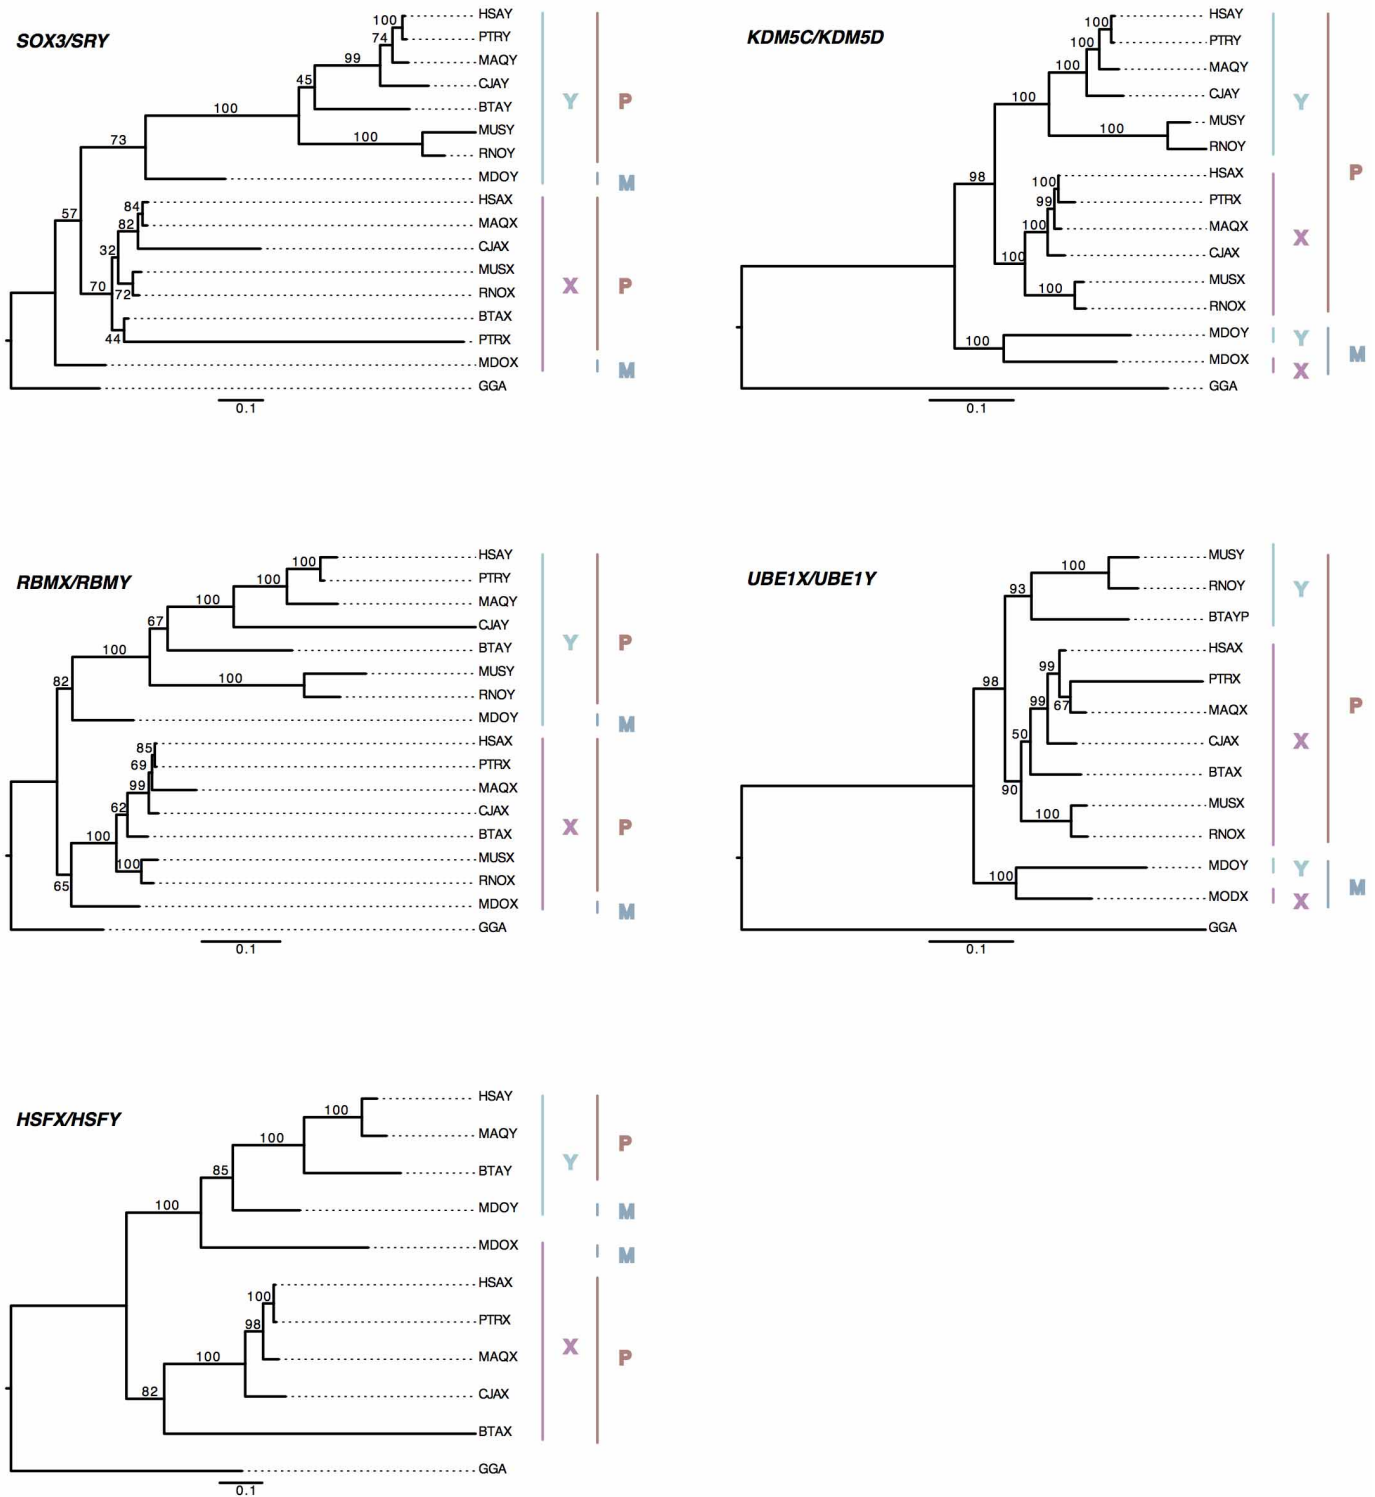 SOX3/SRY
100
74
99
45
100
100
73
57
84
82
32
72
70
44
HSAY
PTRY
MAQY
CJAY
BTAY
MUSY
RNOY
MDOY
HSAX
MAQX
CJAX
MUSX
RNOX
BTAX
PTRX
MDOX
GGA
Y
P
M
X
P
M
0.1
KDM5C/KDM5D
100
100
100
100
100
98
100
99
100
100
100
100
HSAY
PTRY
MAQY
CJAY
MUSY
RNOY
HSAX
PTRX
MAQX
CJAX
MUSX
RNOX
MDOY
MDOX
GGA
Y
X
P
Y
X
M
0.1
RBMX/RBMY
100
100
100
67
100
100
82
85
69
99
62
100
100
65
HSAY
PTRY
MAQY
CJAY
BTAY
MUSY
RNOY
MDOY
HSAX
PTRX
MAQX
CJAX
BTAX
MUSX
RNOX
MDOX
GGA
Y
P
M
X
P
M
0.1
UBE1X/UBE1Y
100
93
98
99
67
99
50
90
100
100
MUSY
RNOY
BTAYP
HSAX
PTRX
MAQX
CJAX
BTAX
MUSX
RNOX
MDOY
MODX
GGA
Y
X
P
Y
X
M
0.1
HSFX/HSFY
100
100
85
100
100
98
100
82
HSAY
MAQY
BTAY
MDOY
MDOX
HSAX
PTRX
MAQX
CJAX
BTAX
GGA
Y
P
M
M
X
P
0.1